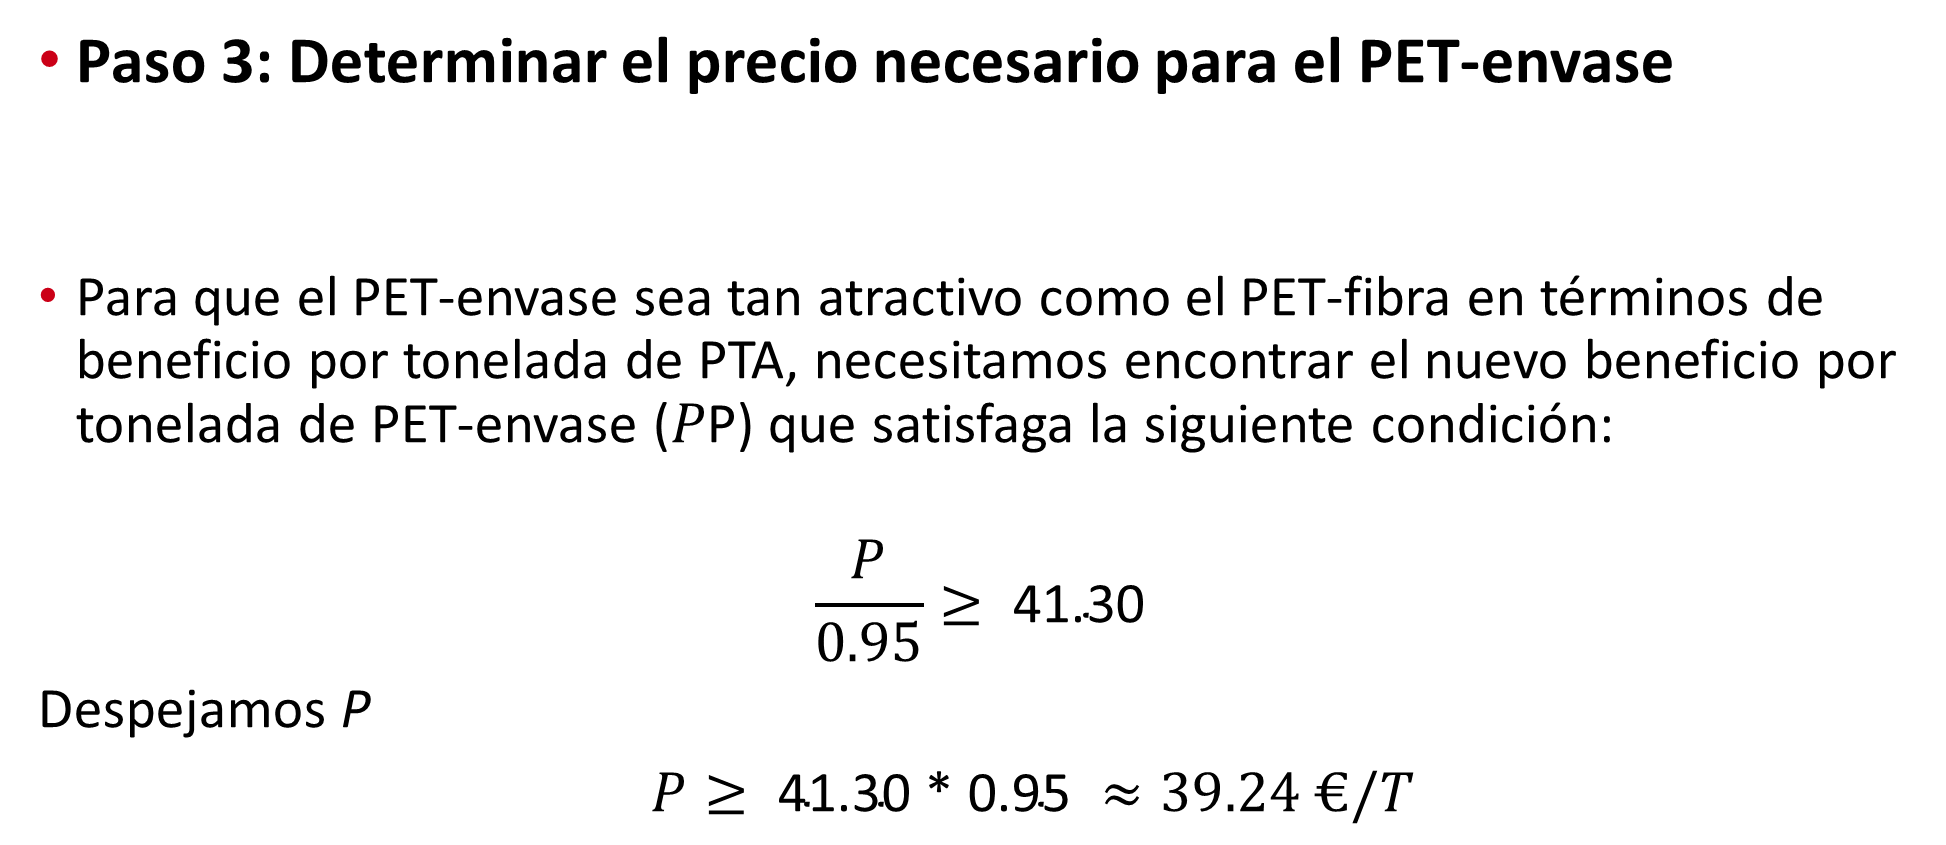 • Paso 3: Determinar el precio necesario para el PET-envase
• Para que el PET-envase sea tan atractivo como el PET-fibra en términos de
beneficio por tonelada de PTA, necesitamos encontrar el nuevo beneficio por
tonelada de PET-envase (𝑃P) que satisfaga la siguiente condición:
P
0.95
≥ 41.30
Despejamos P
P ≥ 41.30 * 0.95 ≈ 39.24 €/T